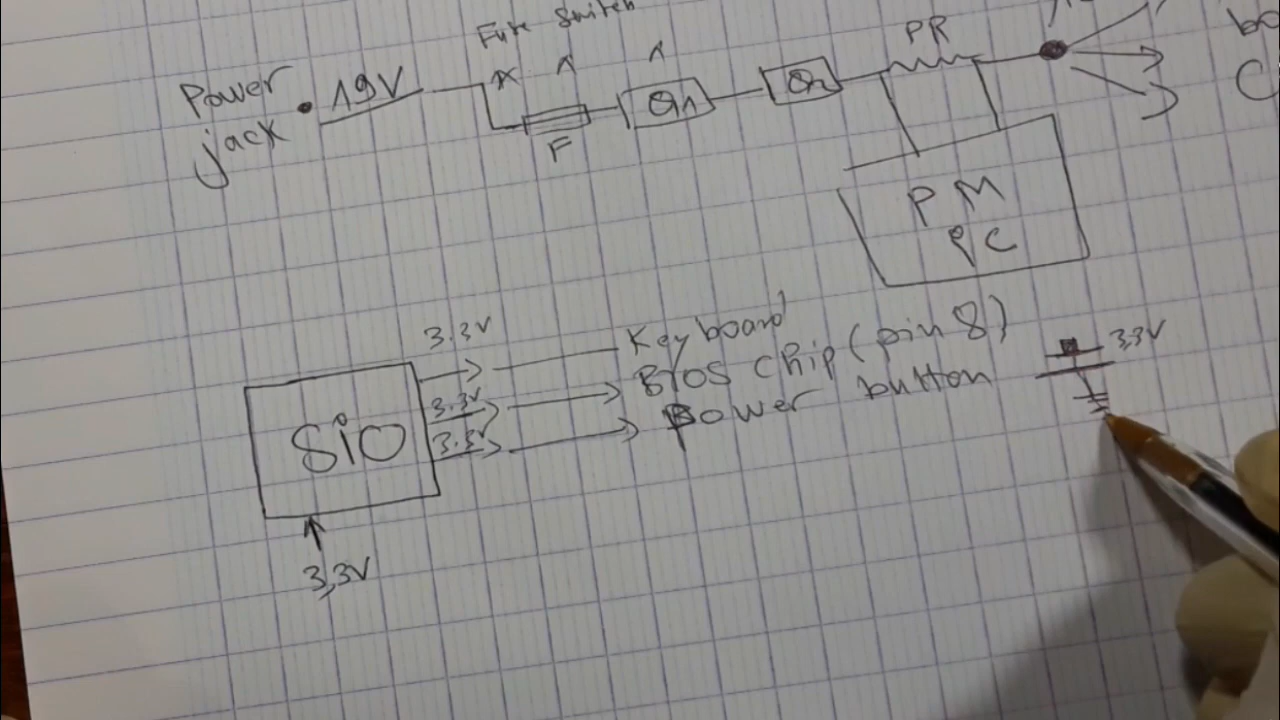 Fuse Switch
PR
Power jack
19V
Q1
Q2
F
PM
IC
3.3V
Keyboard
3.3V
BIOS chip (pin 8)
3.3V
Power button
3,3V
SiO
3,3V